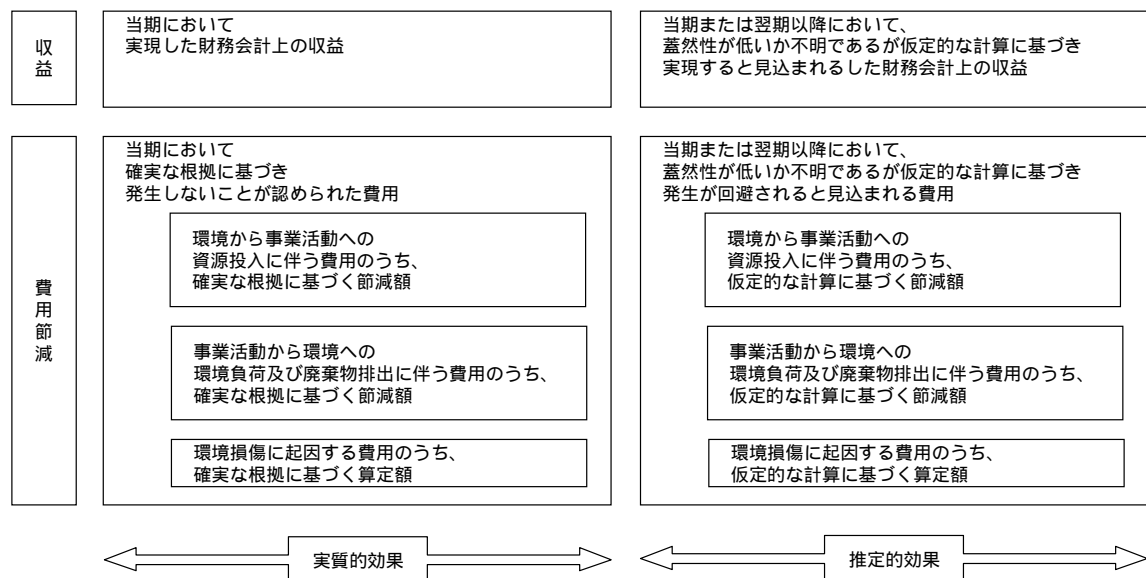 収
益
当期において
実現した財務会計上の収益
当期または翌期以降において、
蓋然性が低いか不明であるが仮定的な計算に基づき
実現すると見込まれるした財務会計上の収益
費
用
節
減
当期において
確実な根拠に基づき
発生しないことが認められた費用
環境から事業活動への
資源投入に伴う費用のうち、
確実な根拠に基づく節減額
事業活動から環境への
環境負荷及び廃棄物排出に伴う費用のうち、
確実な根拠に基づく節減額
環境損傷に起因する費用のうち、
確実な根拠に基づく算定額
当期または翌期以降において、
蓋然性が低いか不明であるが仮定的な計算に基づき
発生が回避されると見込まれる費用
環境から事業活動への
資源投入に伴う費用のうち、
仮定的な計算に基づく節減額
事業活動から環境への
環境負荷及び廃棄物排出に伴う費用のうち、
仮定的な計算に基づく節減額
環境損傷に起因する費用のうち、
仮定的な計算に基づく算定額
実質的効果
推定的効果